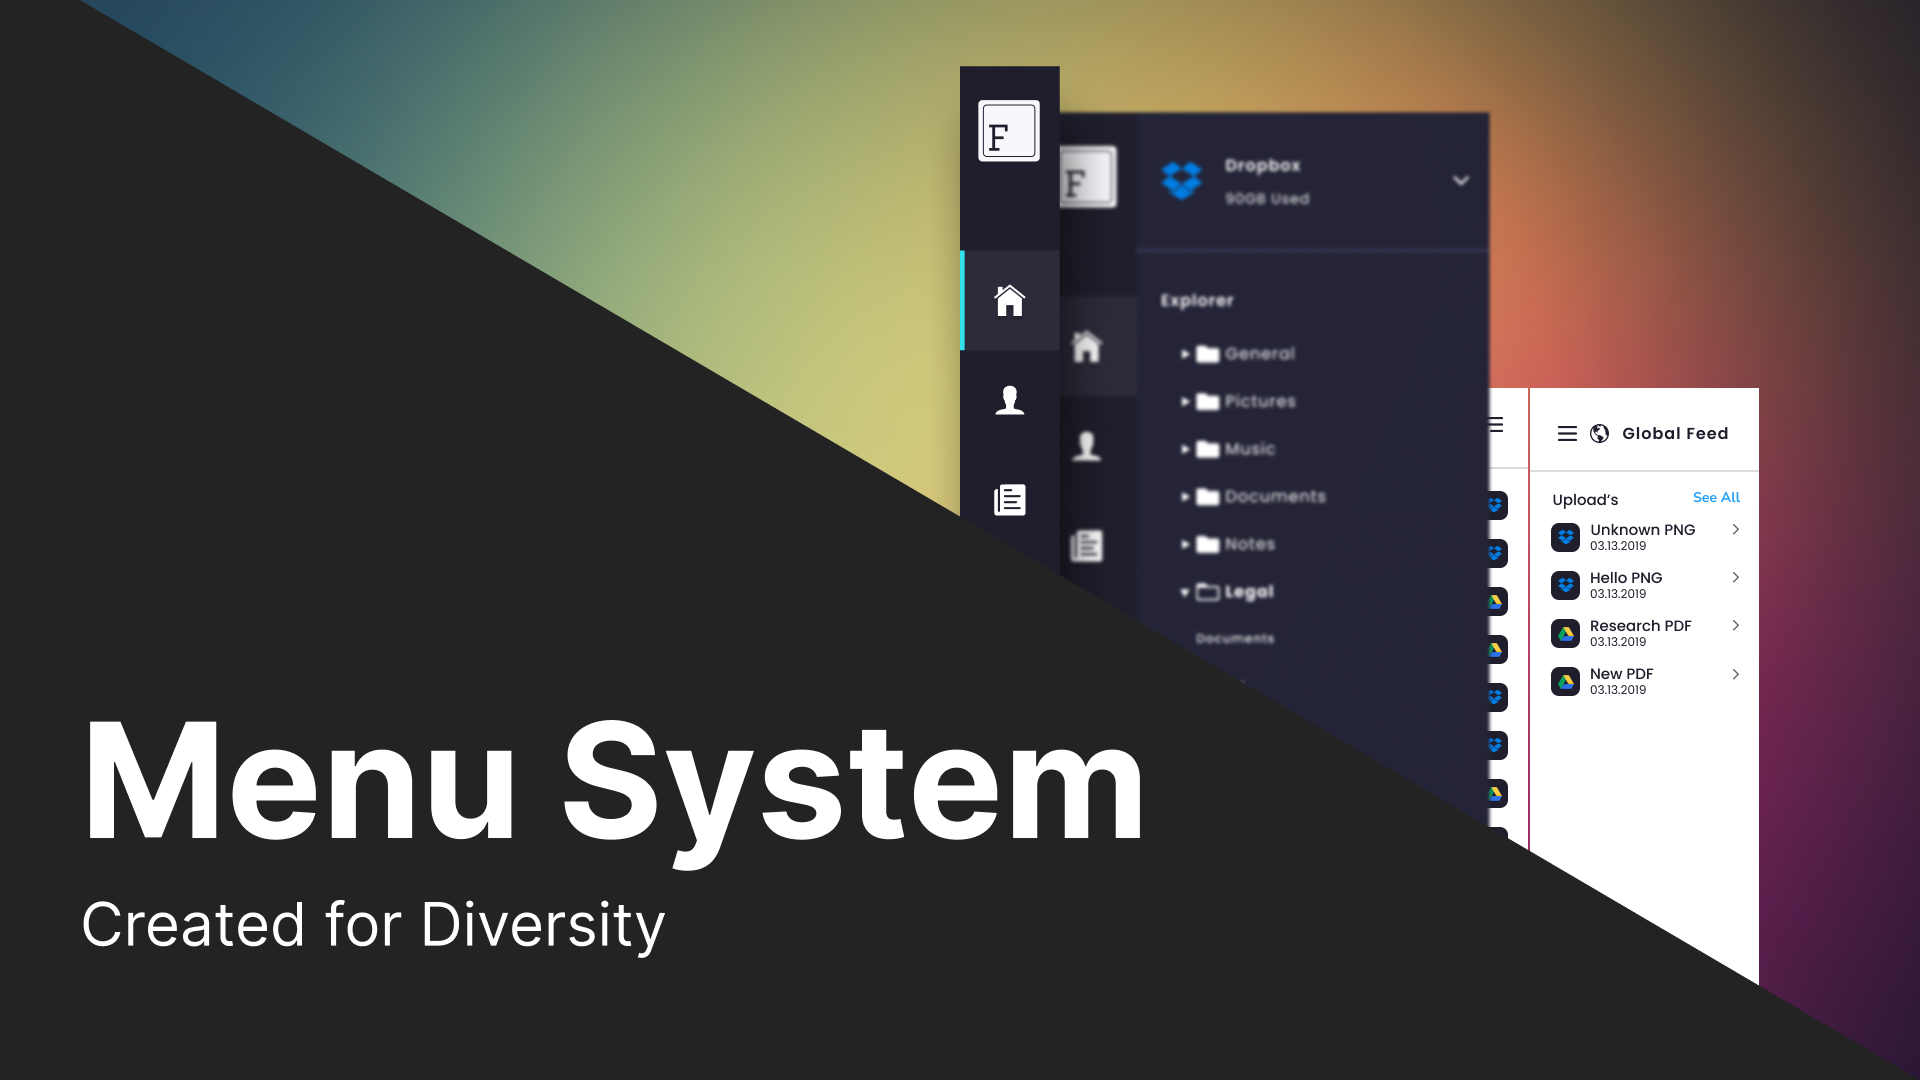 F
F
Dropbox
90GB Used
Explorer
General
Pictures
Music
Documents
Notes
Legal
Documents
Global Feed
Upload’s See All
Unknown PNG
03.13.2019
Hello PNG
03.13.2019
Research PDF
03.13.2019
New PDF
03.13.2019
Menu System
Created for Diversity